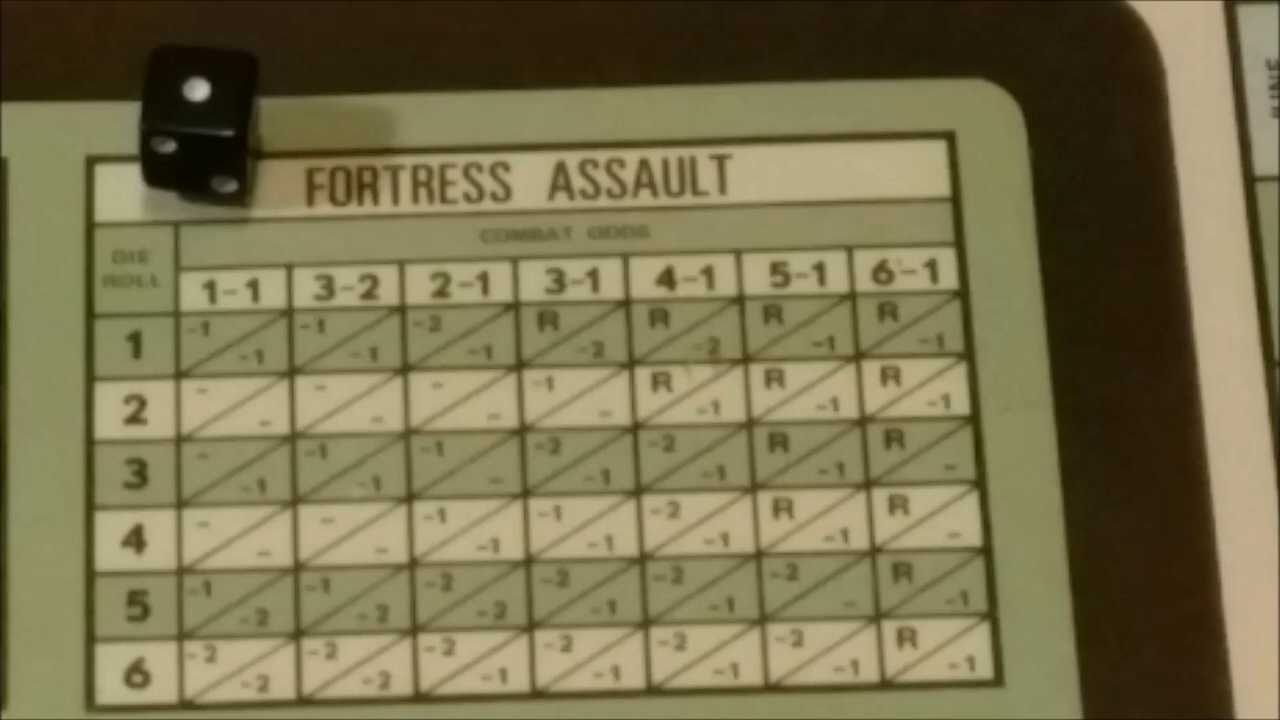 FORTRESS ASSAULT
COMBAT ODDS
DIE
ROLL
1-1 3-2 2-1 3-1 4-1 5-1 6-1
1 -1/-1 -1/-1 -2/-1 R/-2 R/-2 R/-1 R/-1
2 -/- -/- -/- -1/- R/-1 R/-1 R/-1
3 -/-1 -1/-1 -1/- -2/-1 -2/-1 R/-1 R/-
4 -/- -/- -1/-1 -1/-1 -2/-1 R/-1 R/-
5 -1/-2 -1/-2 -2/-2 -2/-1 -2/-1 -2/- R/-1
6 -2/-2 -2/-2 -2/-1 -2/-1 -2/-1 -2/-1 R/-1